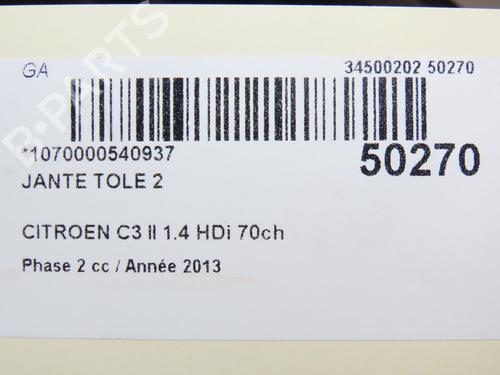 GA
34500202 50270
*1070000540937
50270
JANTE TOLE 2
CITROEN C3 II 1.4 HDi 70ch
Phase 2 cc / Année 2013
B-PARTS